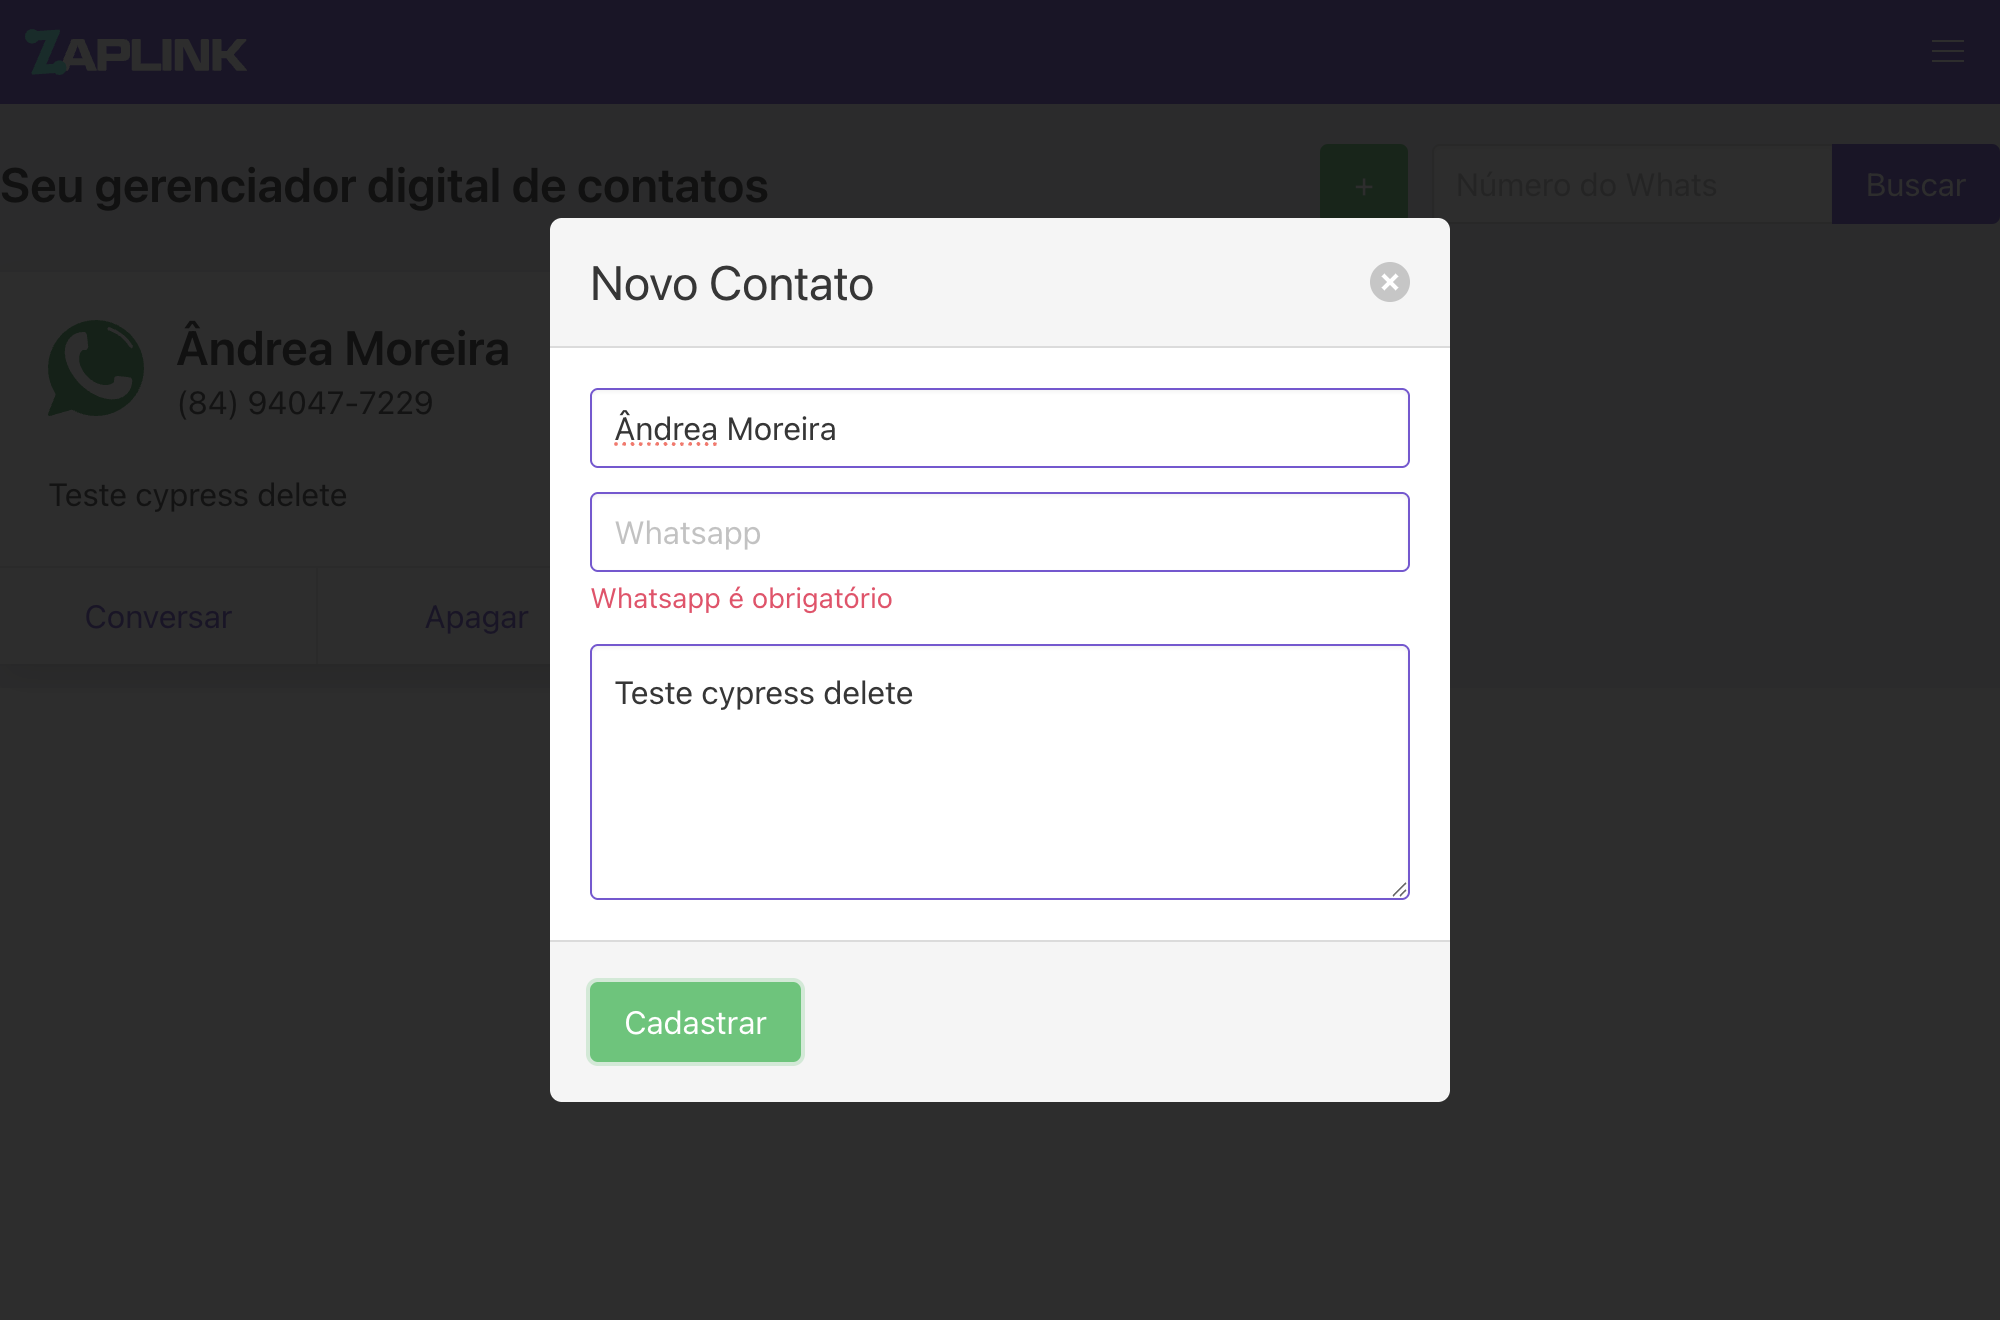 ZAPLINK
Seu gerenciador digital de contatos
+
Número do Whats
Buscar
Ândrea Moreira
(84) 94047-7229
Teste cypress delete
Conversar
Apagar
Novo Contato
Ândrea Moreira
Whatsapp
Whatsapp é obrigatório
Teste cypress delete
Cadastrar